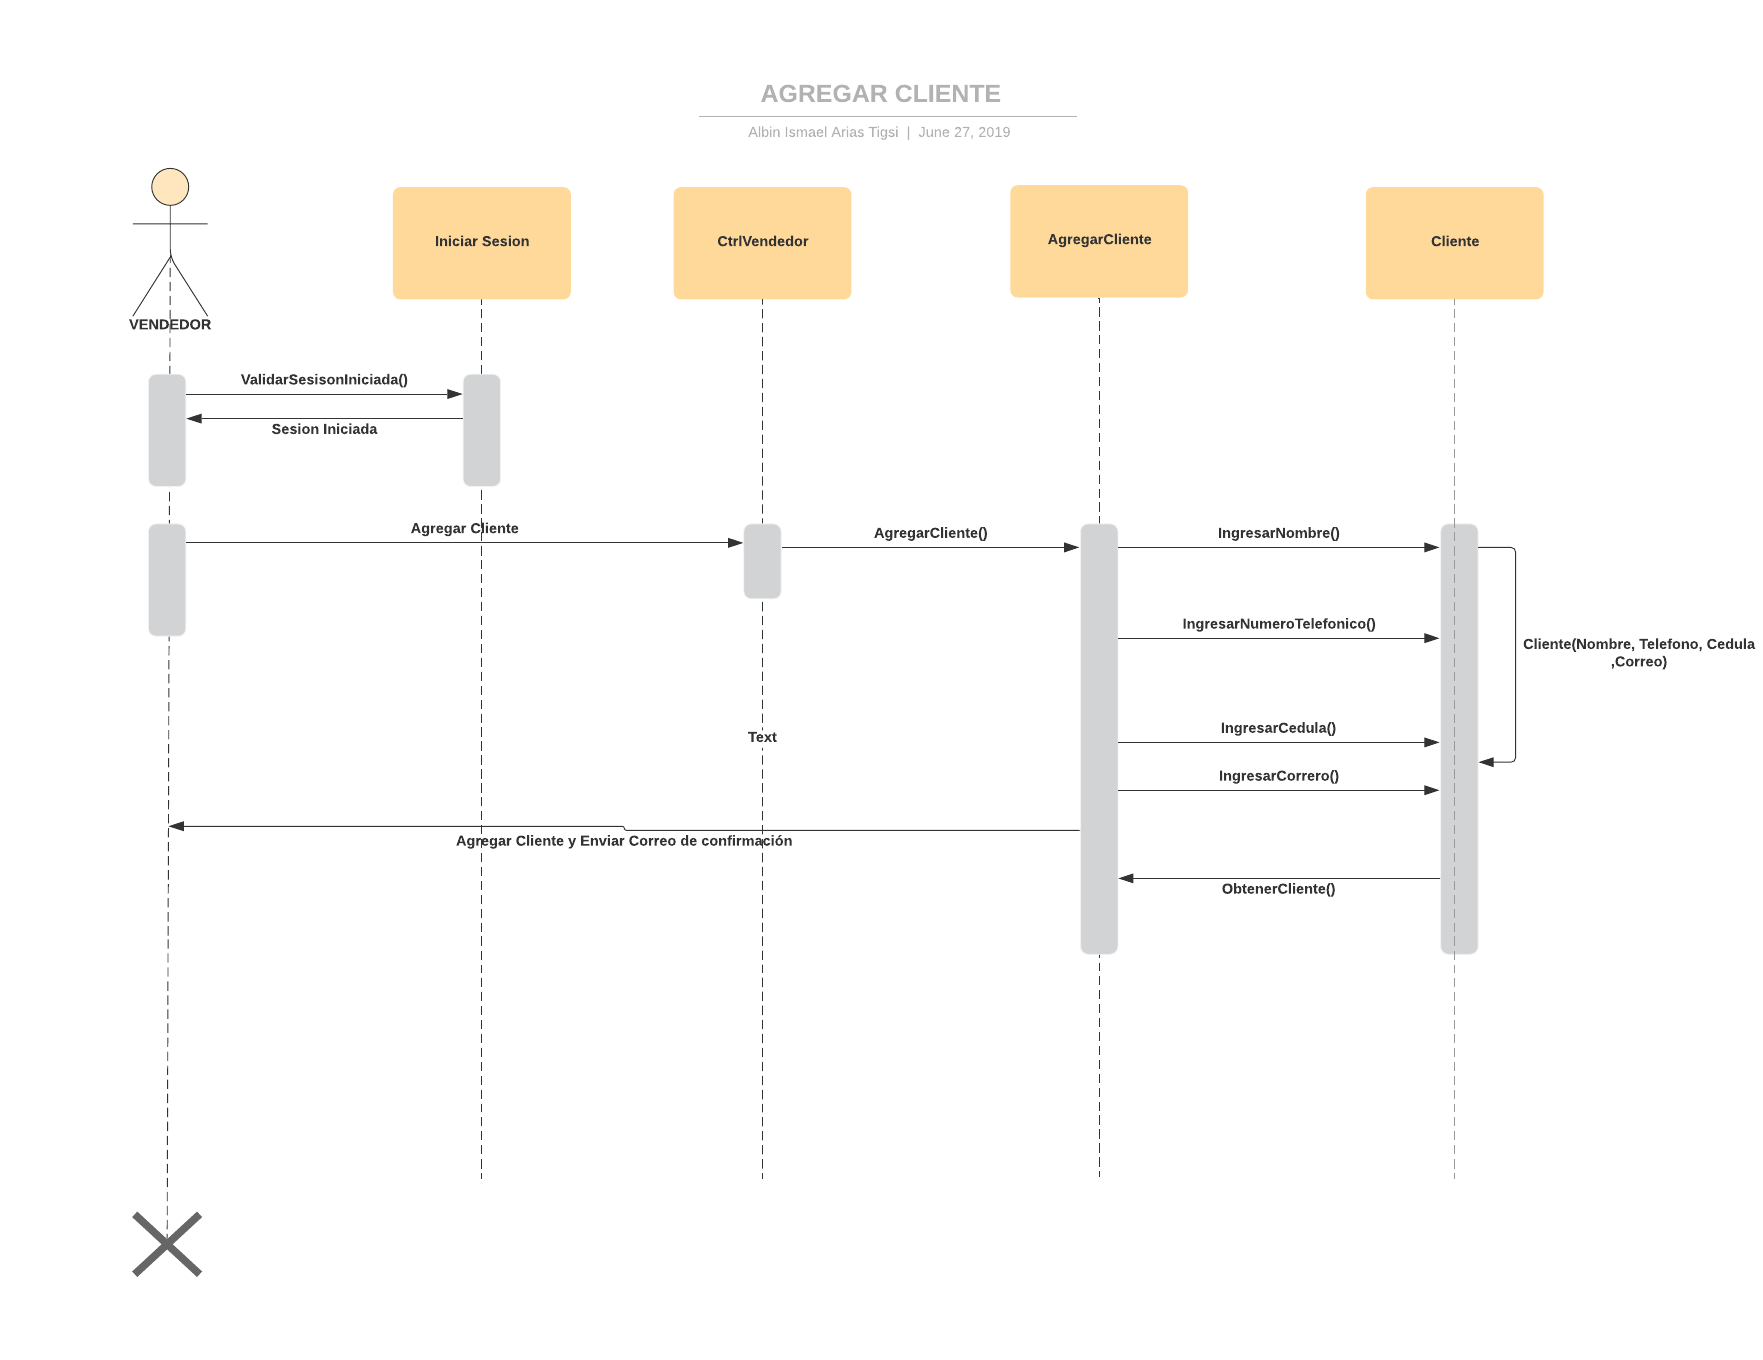 AGREGAR CLIENTE
Albin Ismael Arias Tigsi | June 27, 2019
VENDEDOR
Iniciar Sesion
CtrlVendedor
AgregarCliente
Cliente
ValidarSesisonIniciada()
Sesion Iniciada
Agregar Cliente
AgregarCliente()
IngresarNombre()
IngresarNumeroTelefonico()
Cliente(Nombre, Telefono, Cedula
,Correo)
IngresarCedula()
Text
IngresarCorrero()
Agregar Cliente y Enviar Correo de confirmación
ObtenerCliente()